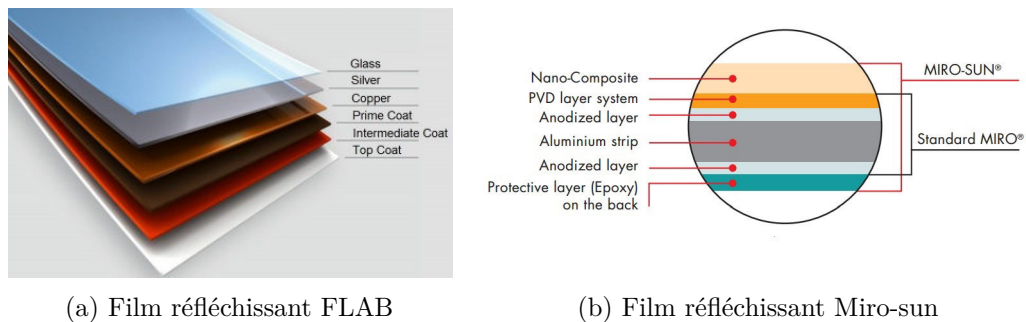 Glass
Silver
Copper
Prime Coat
Intermediate Coat
Top Coat
(a) Film réfléchissant FLAB
Nano-Composite
PVD layer system
Anodized layer
Aluminium strip
Anodized layer
Protective layer (Epoxy)
on the back
MIRO-SUN®
Standard MIRO®
(b) Film réfléchissant Miro-sun